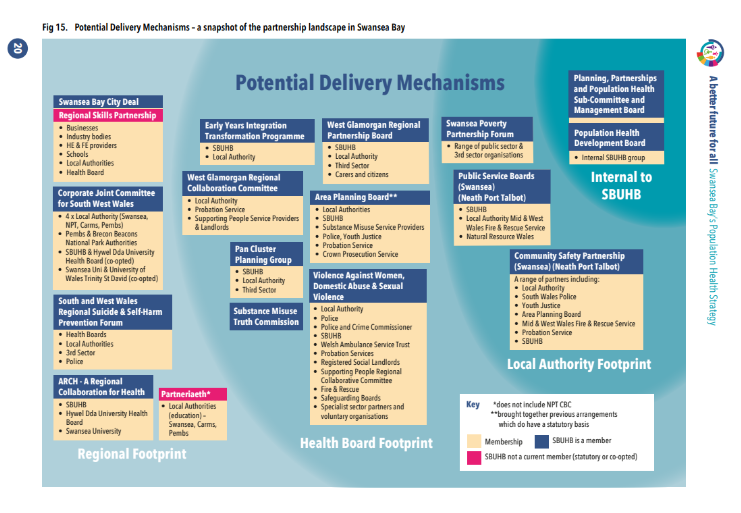 Fig 15. Potential Delivery Mechanisms – a snapshot of the partnership landscape in Swansea Bay
20
Potential Delivery Mechanisms
Swansea Bay City Deal
Regional Skills Partnership
• Businesses
• Industry bodies
• HE & FE providers
• Schools
• Local Authorities
• Health Board
Corporate Joint Committee
for South West Wales
• 4 x Local Authority (Swansea,
NPT, Carms, Pembs)
• Pembs & Brecon Beacons
National Park Authorities
• SBUHB & Hywel Dda University
Health Board (co-opted)
• Swansea Uni & University of
Wales Trinity St David (co-opted)
South and West Wales
Regional Suicide & Self-Harm
Prevention Forum
• Health Boards
• Local Authorities
• 3rd Sector
• Police
ARCH - A Regional
Collaboration for Health
• SBUHB
• Hywel Dda University Health
Board
• Swansea University
Partneriaeth*
• Local Authorities
(education) –
Swansea, Carms,
Pembs
Regional Footprint
Early Years Integration
Transformation Programme
• SBUHB
• Local Authority
West Glamorgan Regional
Collaboration Committee
• Local Authority
• Probation Service
• Supporting People Service Providers
& Landlords
Pan Cluster
Planning Group
• SBUHB
• Local Authority
• Third Sector
Substance Misuse
Truth Commission
West Glamorgan Regional
Partnership Board
• SBUHB
• Local Authority
• Third Sector
• Carers and citizens
Area Planning Board**
• Local Authorities
• SBUHB
• Substance Misuse Service Providers
• Police, Youth Justice
• Probation Service
• Crown Prosecution Service
Violence Against Women,
Domestic Abuse & Sexual
Violence
• Local Authority
• Police
• Police and Crime Commissioner
• SBUHB
• Welsh Ambulance Service Trust
• Probation Services
• Registered Social Landlords
• Supporting People Regional
Collaborative Committee
• Fire & Rescue
• Safeguarding Boards
• Specialist sector partners and
voluntary organisations
Health Board Footprint
Swansea Poverty
Partnership Forum
• Range of public sector &
3rd sector organisations
Public Service Boards
(Swansea)
(Neath Port Talbot)
• SBUHB
• Local Authority Mid & West
Wales Fire & Rescue Service
• Natural Resource Wales
Community Safety Partnership
(Swansea) (Neath Port Talbot)
A range of partners including:
• Local Authority
• South Wales Police
• Youth Justice
• Area Planning Board
• Mid & West Wales Fire & Rescue Service
• Probation Service
• SBUHB
Local Authority Footprint
Planning, Partnerships
and Population Health
Sub-Committee and
Management Board
Population Health
Development Board
• Internal SBUHB group
Internal to
SBUHB
Key
*does not include NPT CBC
**brought together previous arrangements
which do have a statutory basis
Membership
SBUHB is a member
SBUHB not a current member (statutory or co-opted)
A better future for all Swansea Bay's Population Health Strategy